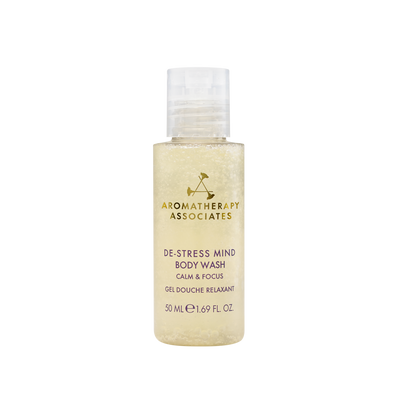 AROMATHERAPY
ASSOCIATES
DE-STRESS MIND
BODY WASH
CALM & FOCUS
GEL DOUCHE RELAXANT
50 ML ℮ 1.69 FL. OZ.